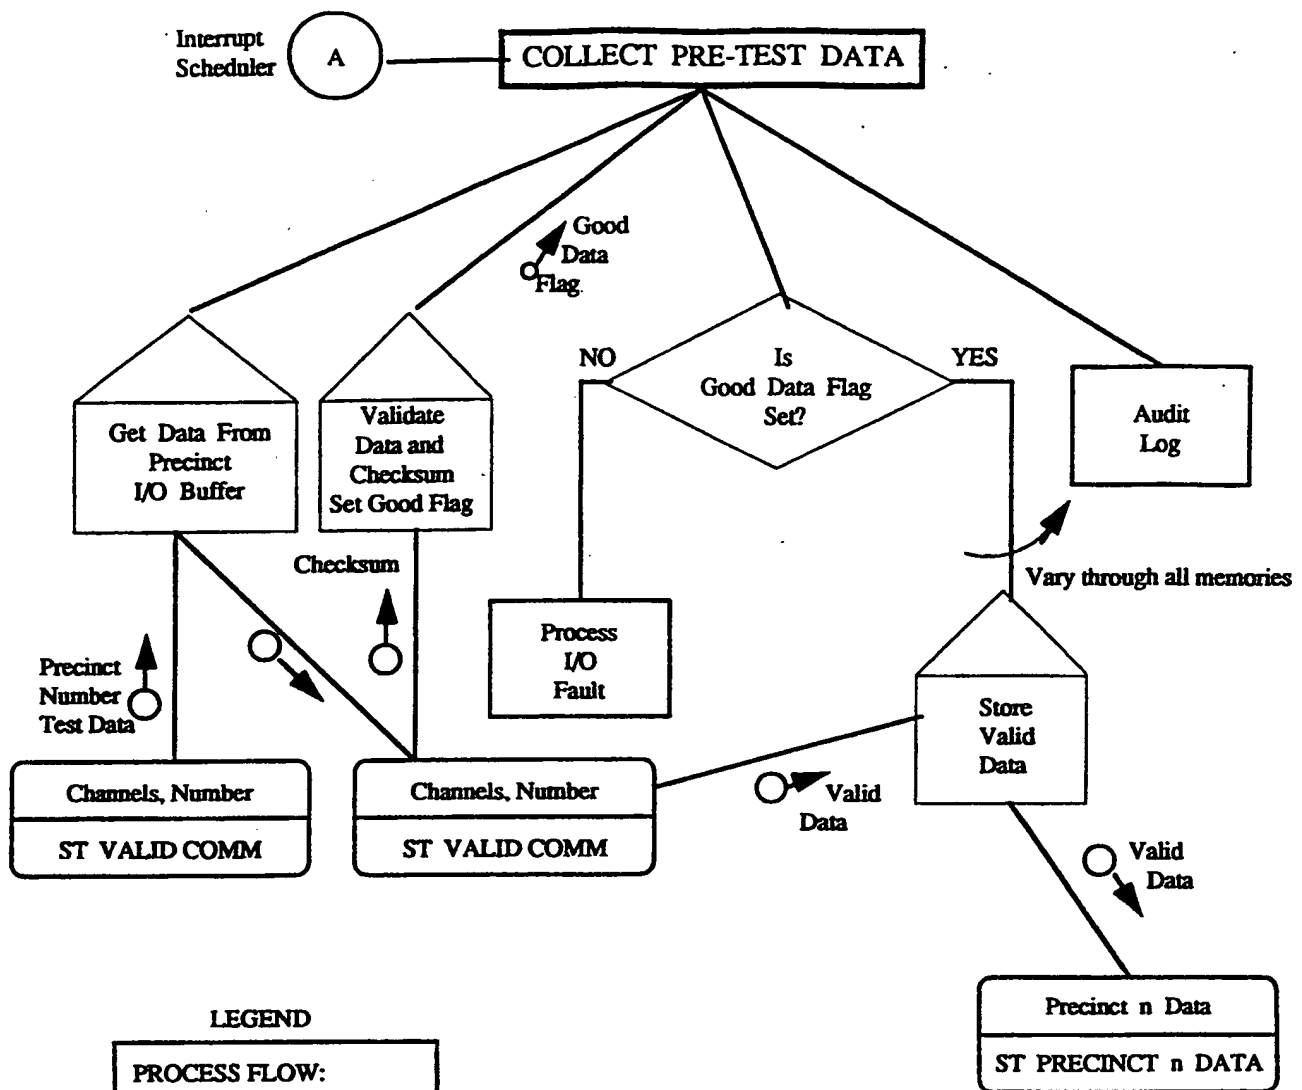 Interrupt
Scheduler
A
COLLECT PRE-TEST DATA
Good
Data
Flag
Get Data From
Precinct
I/O Buffer
Validate
Data and
Checksum
Set Good Flag
NO
Is
Good Data Flag
Set?
YES
Audit
Log
Checksum
Vary through all memories
Precinct
Number
Test Data
Process
I/O
Fault
Store
Valid
Data
Channels, Number
ST VALID COMM
Channels, Number
ST VALID COMM
Valid
Data
Valid
Data
Precinct n Data
ST PRECINCT n DATA
LEGEND
PROCESS FLOW: